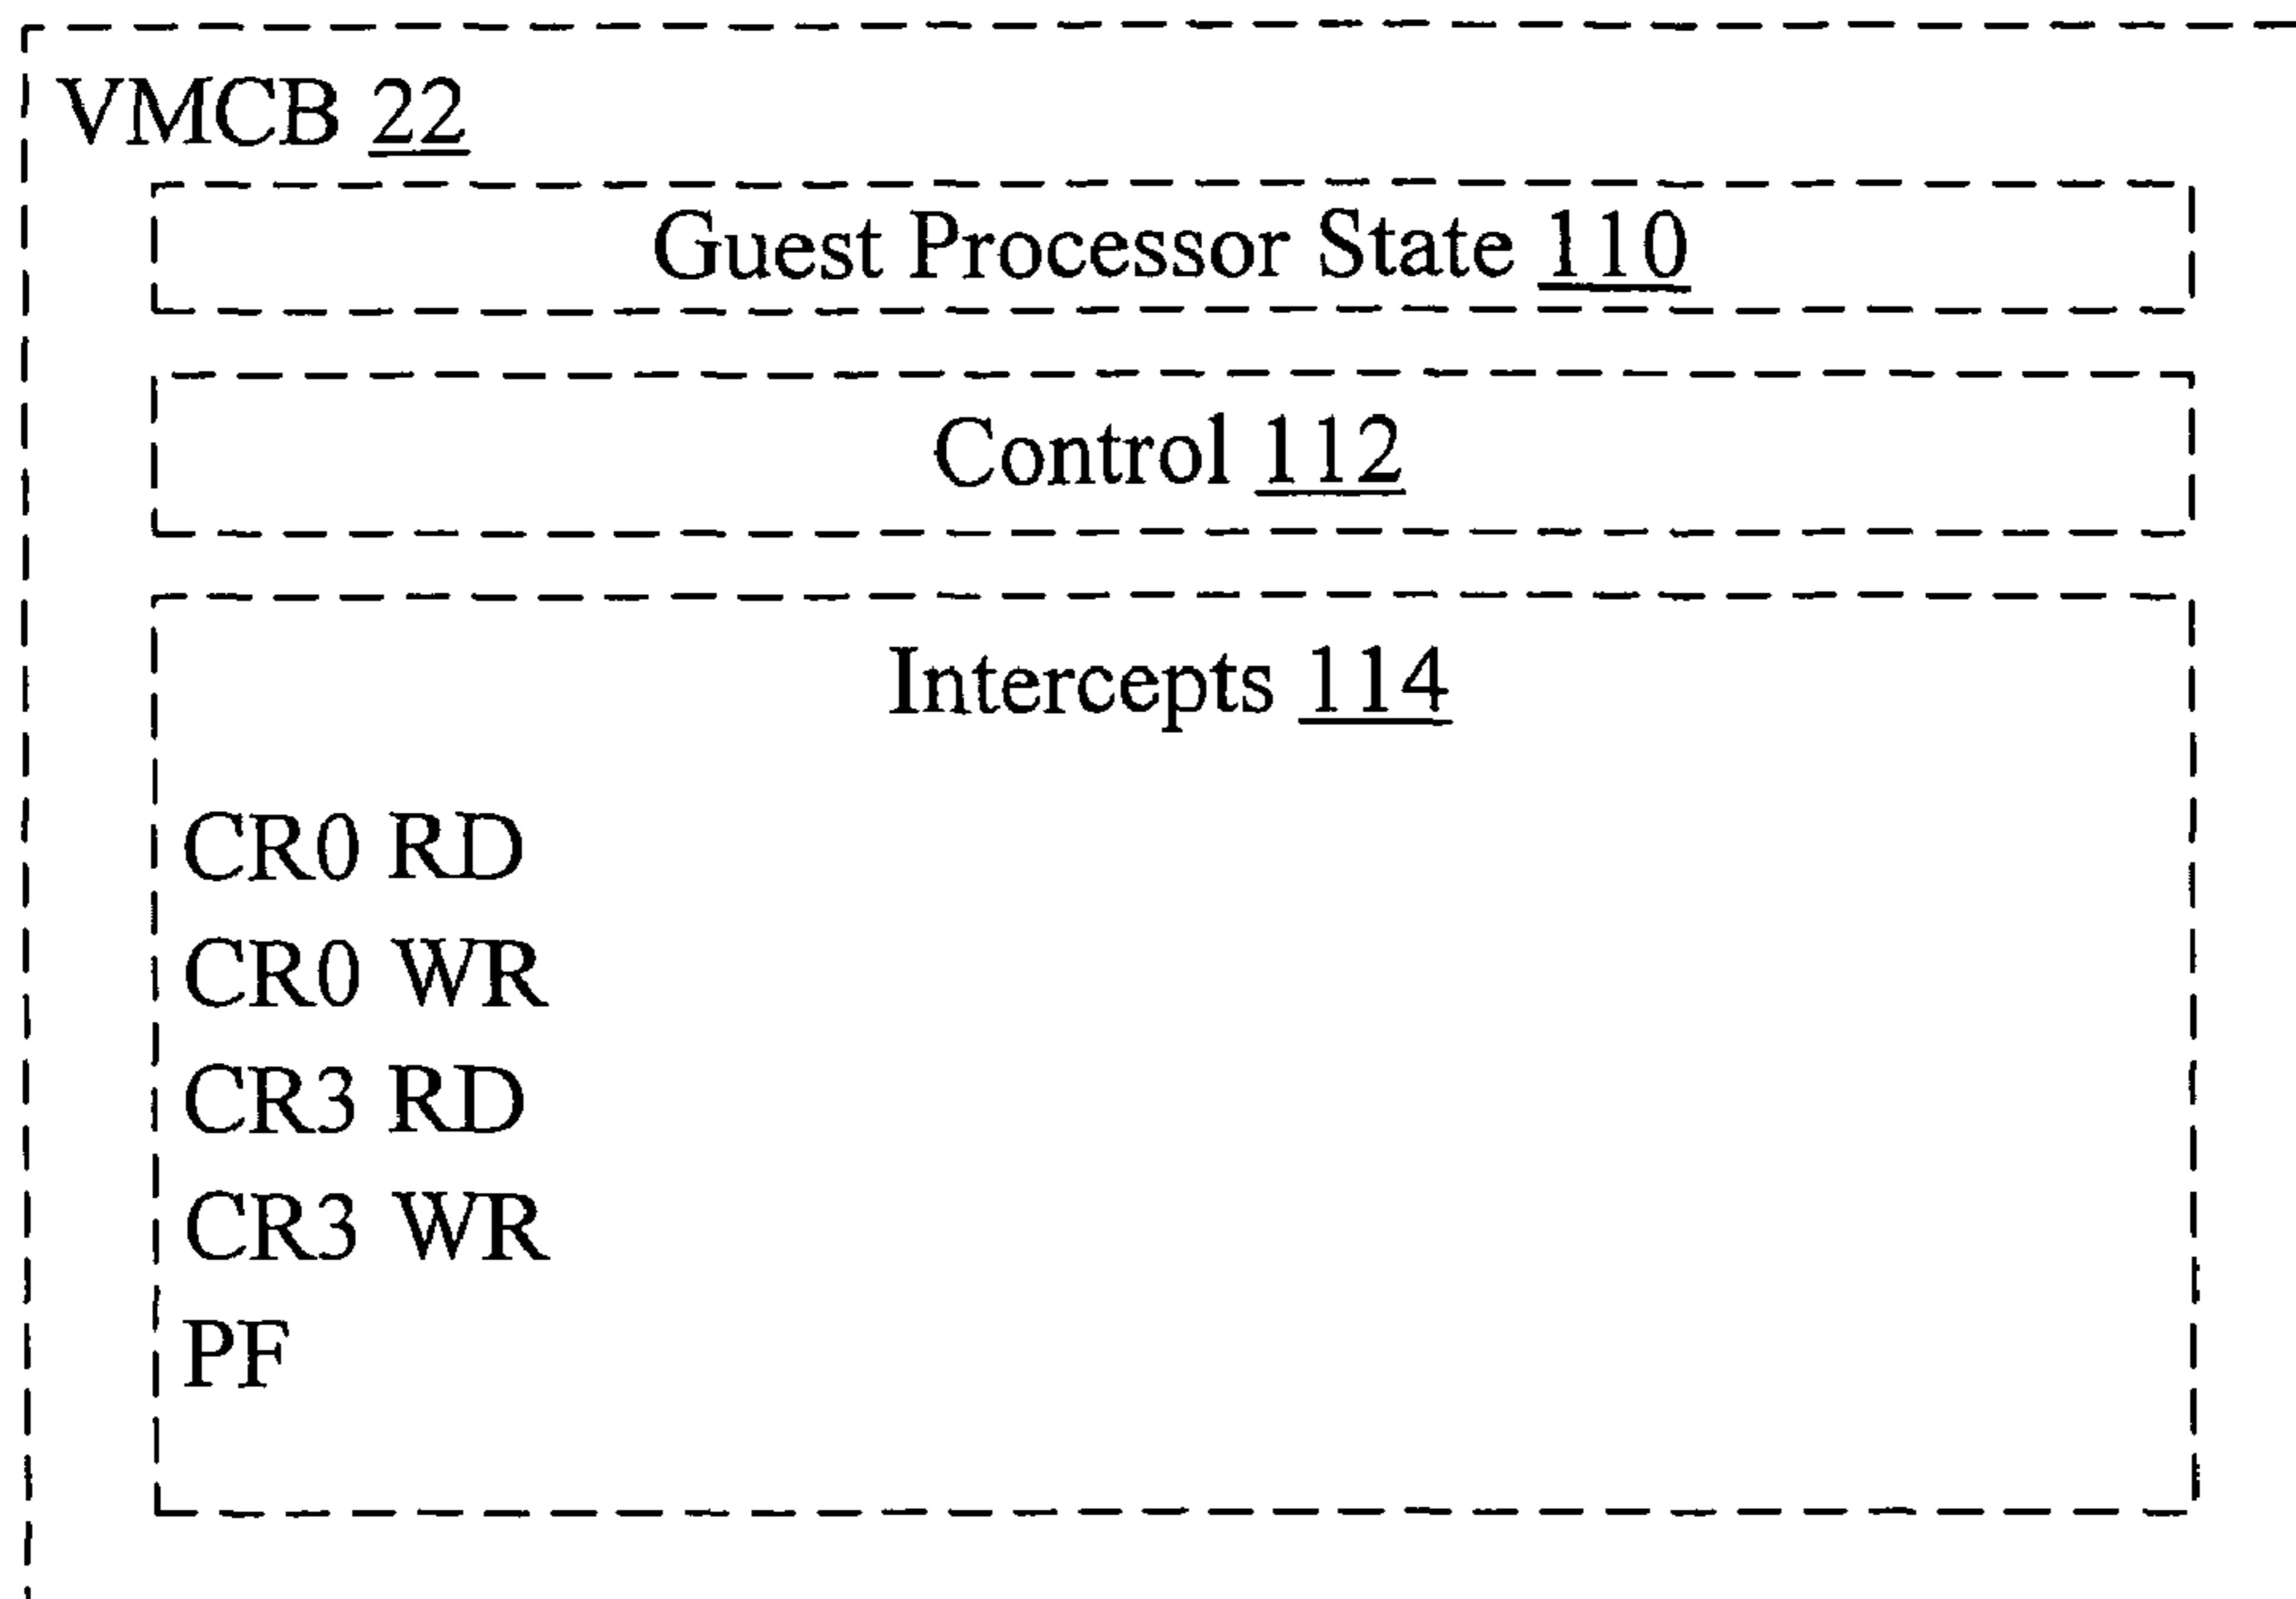 VMCB 22
Guest Processor State 110
Control 112
Intercepts 114
CR0 RD
CR0 WR
CR3 RD
CR3 WR
PF